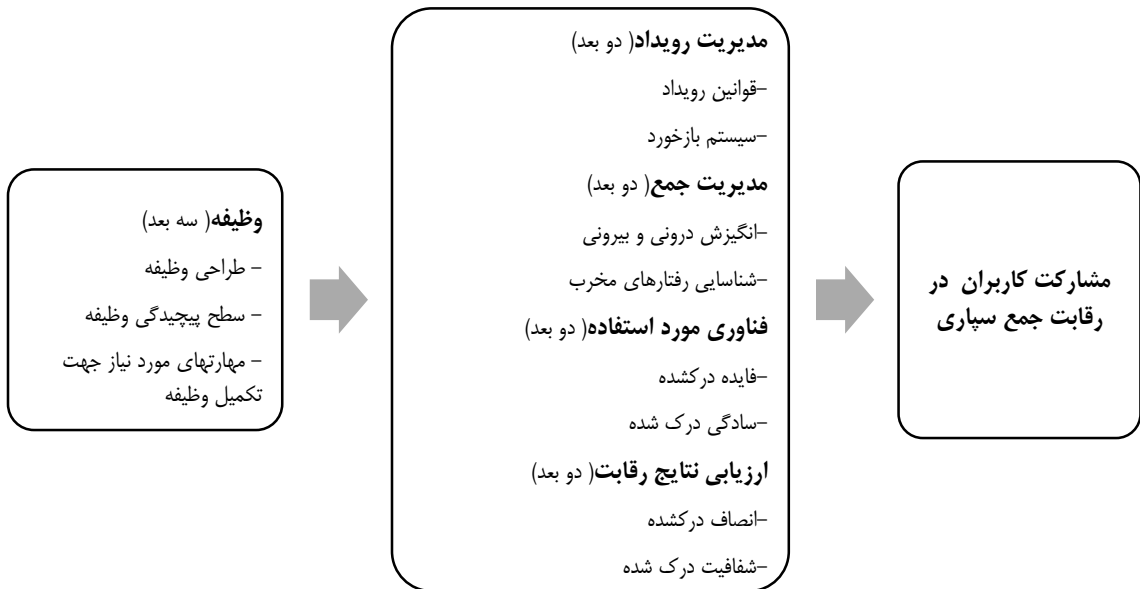 وظیفه( سه بعد)
- طراحی وظیفه
- سطح پیچیدگی وظیفه
- مهارتهای مورد نیاز جهت
تکمیل وظیفه
مدیریت رویداد( دو بعد)
-قوانین رویداد
-سیستم بازخورد
مدیریت جمع( دو بعد)
-انگیزش درونی و بیرونی
-شناسایی رفتارهای مخرب
فناوری مورد استفاده( دو بعد)
-فایده درکشده
-سادگی درک شده
ارزیابی نتایج رقابت( دو بعد)
-انصاف درکشده
-شفافیت درک شده
مشارکت کاربران در
رقابت جمع سپاری